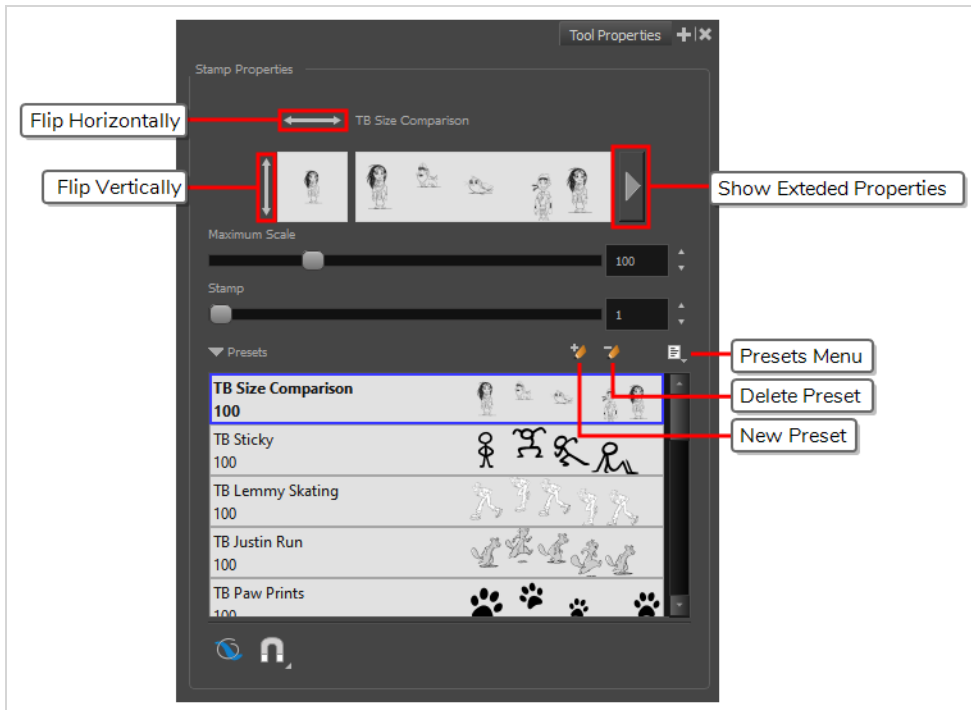 Tool Properties
Stamp Properties
Flip Horizontally
TB Size Comparison
Flip Vertically
Show Exteded Properties
Maximum Scale
100
Stamp
1
Presets
Presets Menu
TB Size Comparison
100
Delete Preset
New Preset
TB Sticky
100
TB Lemmy Skating
100
TB Justin Run
100
TB Paw Prints
100